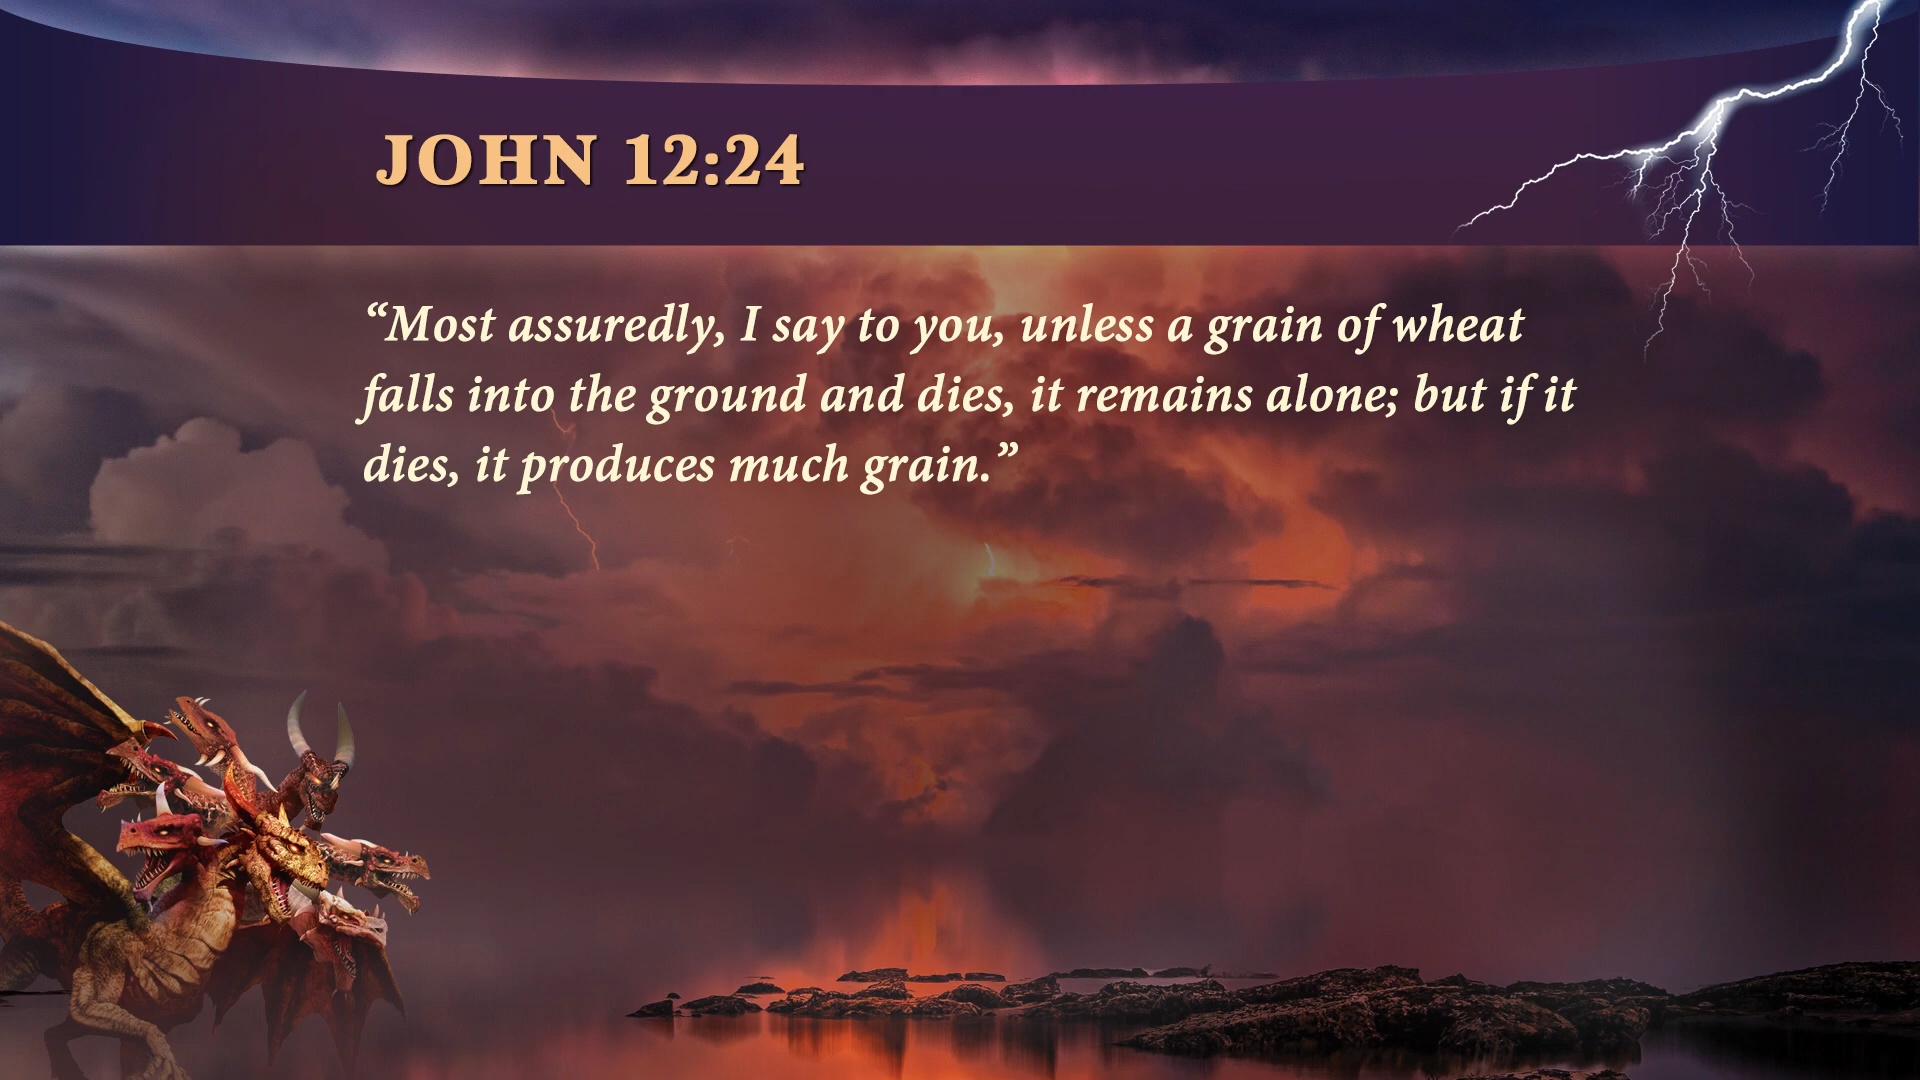 JOHN 12:24
“Most assuredly, I say to you, unless a grain of wheat
falls into the ground and dies, it remains alone; but if it
dies, it produces much grain.”